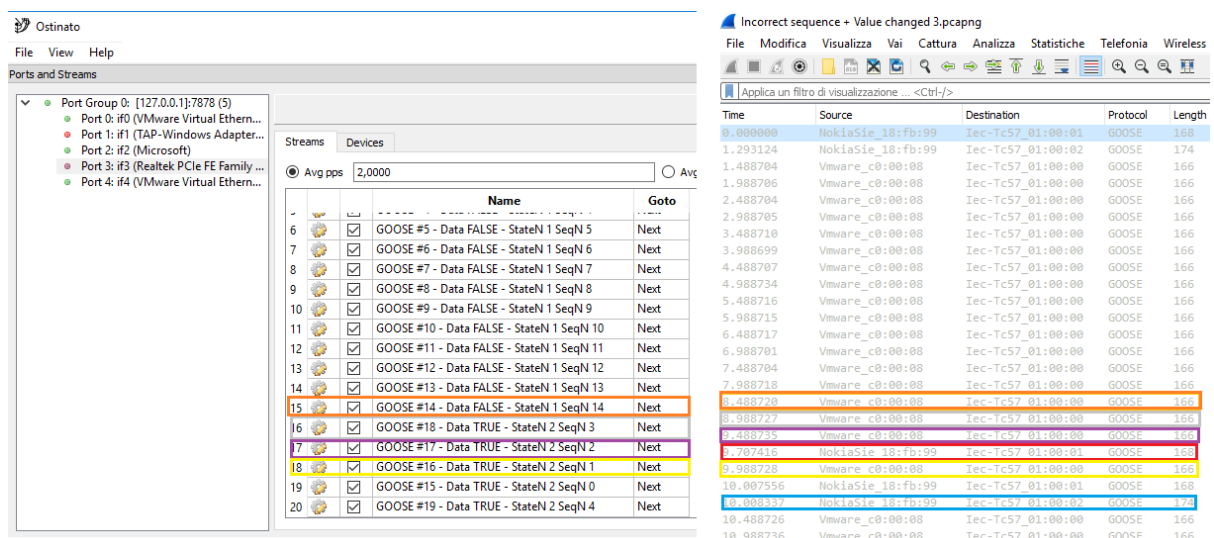 Ostinato
File View Help
Ports and Streams
Port Group 0: [127.0.0.1]:7878 (5)
Port 0: if0 (VMware Virtual Ethern...
Port 1: if1 (TAP-Windows Adapter...
Port 2: if2 (Microsoft)
Port 3: if3 (Realtek PCIe FE Family ...
Port 4: if4 (VMware Virtual Ethern...
Streams Devices
Avg pps 2,0000 Avg
Name Goto
6 GOOSE #5 - Data FALSE - StateN 1 SeqN 5 Next
7 GOOSE #6 - Data FALSE - StateN 1 SeqN 6 Next
8 GOOSE #7 - Data FALSE - StateN 1 SeqN 7 Next
9 GOOSE #8 - Data FALSE - StateN 1 SeqN 8 Next
10 GOOSE #9 - Data FALSE - StateN 1 SeqN 9 Next
11 GOOSE #10 - Data FALSE - StateN 1 SeqN 10 Next
12 GOOSE #11 - Data FALSE - StateN 1 SeqN 11 Next
13 GOOSE #12 - Data FALSE - StateN 1 SeqN 12 Next
14 GOOSE #13 - Data FALSE - StateN 1 SeqN 13 Next
15 GOOSE #14 - Data FALSE - StateN 1 SeqN 14 Next
16 GOOSE #18 - Data TRUE - StateN 2 SeqN 3 Next
17 GOOSE #17 - Data TRUE - StateN 2 SeqN 2 Next
18 GOOSE #16 - Data TRUE - StateN 2 SeqN 1 Next
19 GOOSE #15 - Data TRUE - StateN 2 SeqN 0 Next
20 GOOSE #19 - Data TRUE - StateN 2 SeqN 4 Next
Incorrect sequence + Value changed 3.pcapng
File Modifica Visualizza Vai Cattura Analizza Statistiche Telefonia Wireless
Applica un filtro di visualizzazione ... <Ctrl-/>
Time Source Destination Protocol Length
0.000000 NokiaSie_18:fb:99 Iec-Tc57_01:00:01 GOOSE 168
1.293124 NokiaSie_18:fb:99 Iec-Tc57_01:00:02 GOOSE 174
1.488704 Vmware_c0:00:08 Iec-Tc57_01:00:00 GOOSE 166
1.988706 Vmware_c0:00:08 Iec-Tc57_01:00:00 GOOSE 166
2.488704 Vmware_c0:00:08 Iec-Tc57_01:00:00 GOOSE 166
2.988705 Vmware_c0:00:08 Iec-Tc57_01:00:00 GOOSE 166
3.488710 Vmware_c0:00:08 Iec-Tc57_01:00:00 GOOSE 166
3.988699 Vmware_c0:00:08 Iec-Tc57_01:00:00 GOOSE 166
4.488707 Vmware_c0:00:08 Iec-Tc57_01:00:00 GOOSE 166
4.988734 Vmware_c0:00:08 Iec-Tc57_01:00:00 GOOSE 166
5.488716 Vmware_c0:00:08 Iec-Tc57_01:00:00 GOOSE 166
5.988715 Vmware_c0:00:08 Iec-Tc57_01:00:00 GOOSE 166
6.488717 Vmware_c0:00:08 Iec-Tc57_01:00:00 GOOSE 166
6.988701 Vmware_c0:00:08 Iec-Tc57_01:00:00 GOOSE 166
7.488704 Vmware_c0:00:08 Iec-Tc57_01:00:00 GOOSE 166
7.988718 Vmware_c0:00:08 Iec-Tc57_01:00:00 GOOSE 166
8.488720 Vmware_c0:00:08 Iec-Tc57_01:00:00 GOOSE 166
8.988727 Vmware_c0:00:08 Iec-Tc57_01:00:00 GOOSE 166
9.488735 Vmware_c0:00:08 Iec-Tc57_01:00:00 GOOSE 166
9.707416 NokiaSie_18:fb:99 Iec-Tc57_01:00:01 GOOSE 168
9.988728 Vmware_c0:00:08 Iec-Tc57_01:00:00 GOOSE 166
10.007556 NokiaSie_18:fb:99 Iec-Tc57_01:00:01 GOOSE 168
10.008337 NokiaSie_18:fb:99 Iec-Tc57_01:00:02 GOOSE 174
10.488726 Vmware_c0:00:08 Iec-Tc57_01:00:00 GOOSE 166
10.988736 Vmware_c0:00:08 Iec-Tc57_01:00:00 GOOSE 166